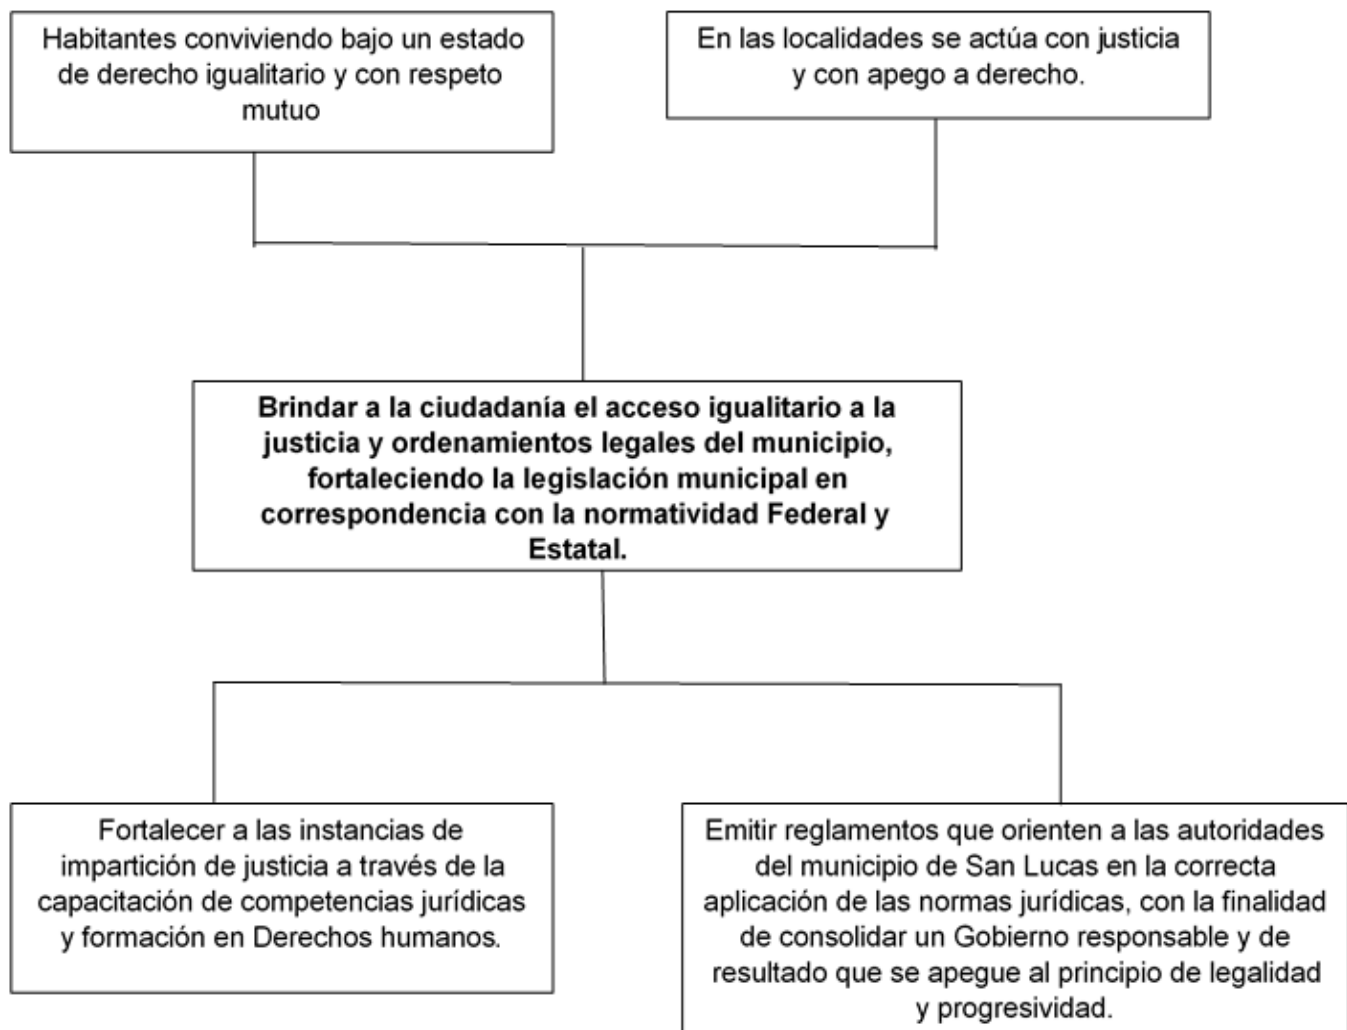 Habitantes conviviendo bajo un estado
de derecho igualitario y con respeto
mutuo
En las localidades se actúa con justicia
y con apego a derecho.
Brindar a la ciudadanía el acceso igualitario a la
justicia y ordenamientos legales del municipio,
fortaleciendo la legislación municipal en
correspondencia con la normatividad Federal y
Estatal.
Fortalecer a las instancias de
impartición de justicia a través de la
capacitación de competencias jurídicas
y formación en Derechos humanos.
Emitir reglamentos que orienten a las autoridades
del municipio de San Lucas en la correcta
aplicación de las normas jurídicas, con la finalidad
de consolidar un Gobierno responsable y de
resultado que se apegue al principio de legalidad
y progresividad.